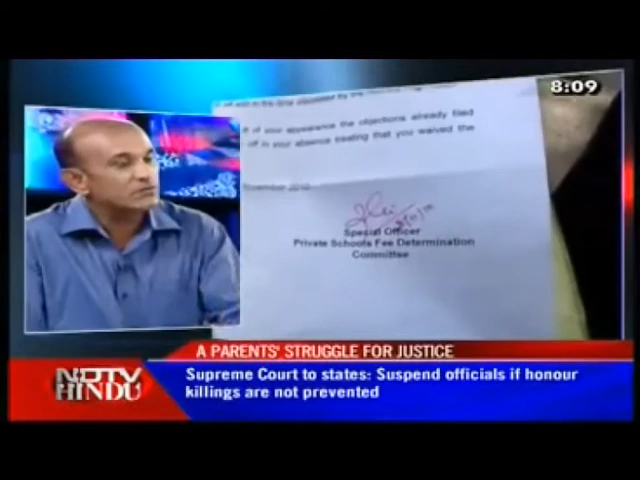 8:09
of your appearance the objections already filed
off in your absence treating that you waived the
November 2010
Special Officer
Private Schools Fee Determination
Committee
A PARENTS' STRUGGLE FOR JUSTICE
NDTV
HINDU
Supreme Court to states: Suspend officials if honour
killings are not prevented